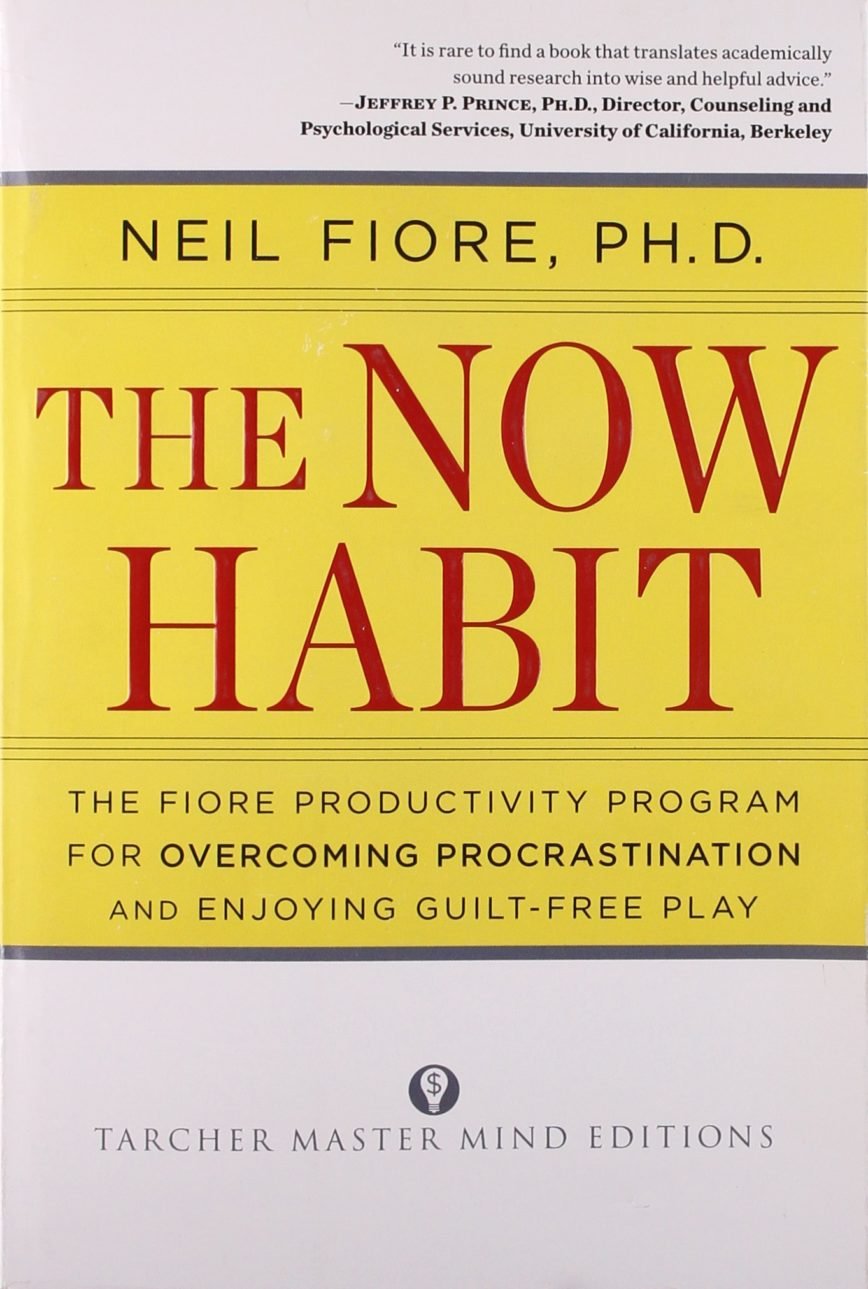 “It is rare to find a book that translates academically
sound research into wise and helpful advice.”
—JEFFREY P. PRINCE, PH.D., Director, Counseling and
Psychological Services, University of California, Berkeley
NEIL FIORE, PH.D.
THE NOW
HABIT
THE FIORE PRODUCTIVITY PROGRAM
FOR OVERCOMING PROCRASTINATION
AND ENJOYING GUILT-FREE PLAY
$
TARCHER MASTER MIND EDITIONS